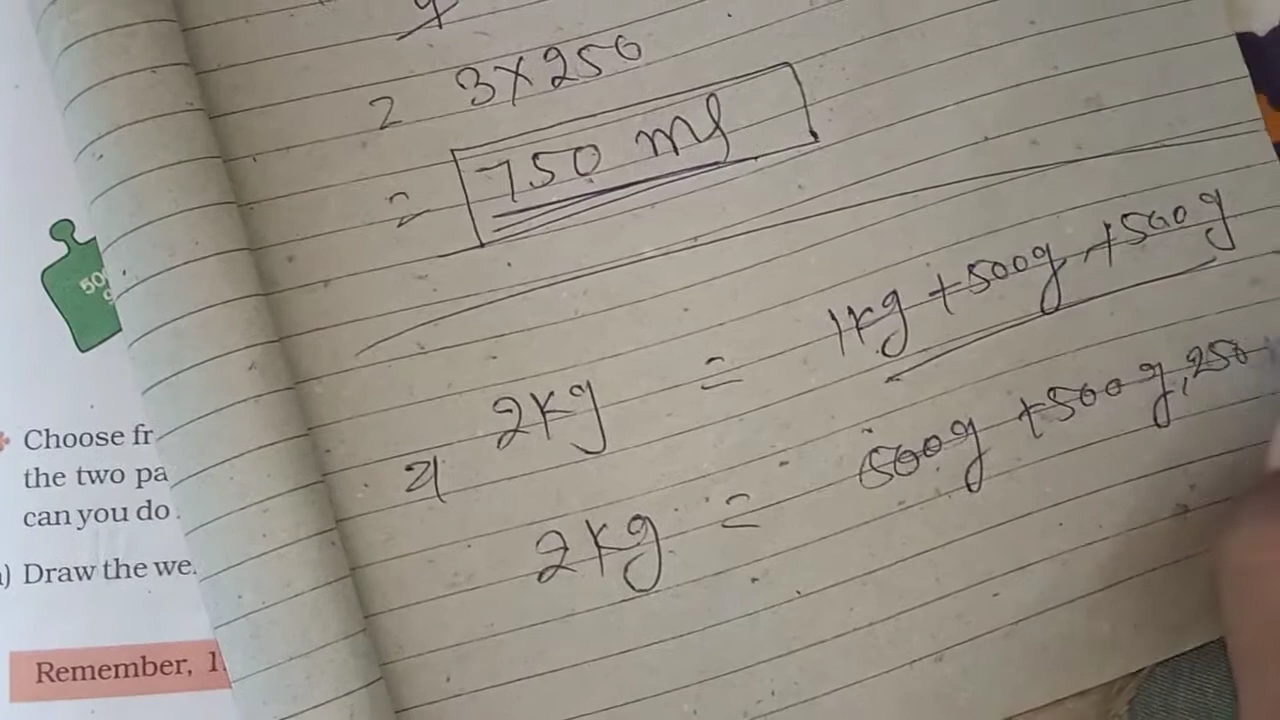 3×250
= 750 ml
2kg = 1kg + 500g + 500g
2kg = 500g + 500g, 250
50
g
Choose fr
the two pa
can you do
) Draw the we
Remember, 1